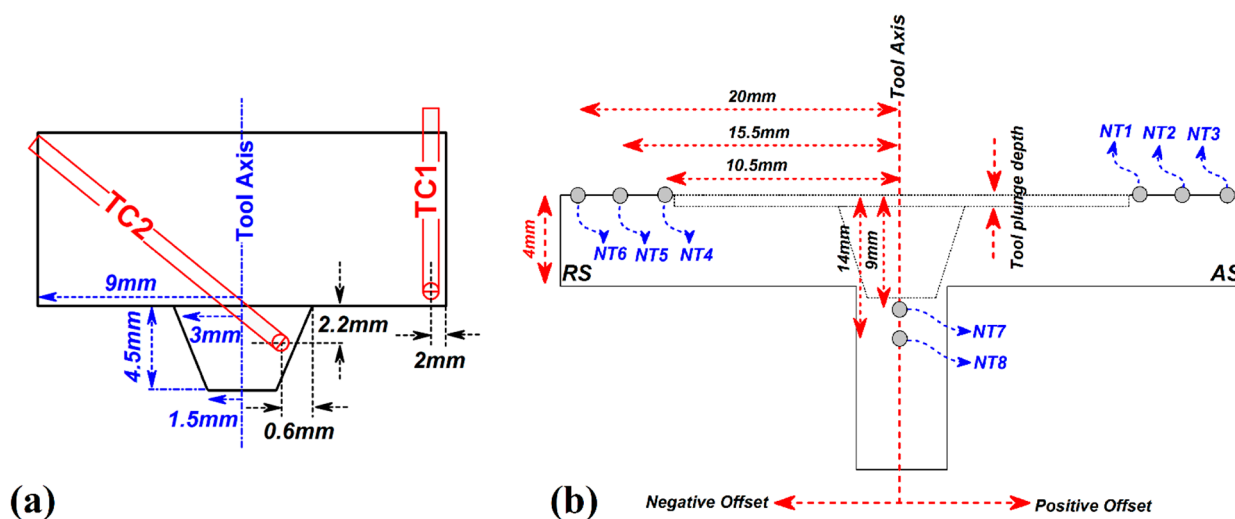 TC2
Tool Axis
TC1
9mm
3mm
2.2mm
4.5mm
2mm
1.5mm
0.6mm
(a)
Tool Axis
20mm
15.5mm
10.5mm
NT1
NT2
NT3
Tool plunge depth
4mm
NT6
NT5
NT4
14mm
9mm
RS
AS
NT7
NT8
(b)
Negative Offset
Positive Offset